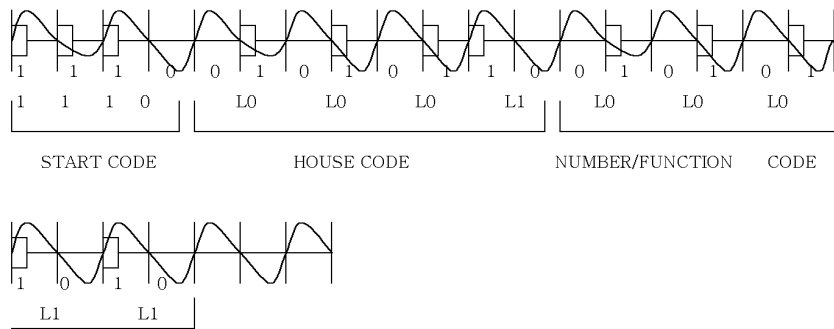 1 1 1 0 0 1 0 1 0 1 1 0 0 1 0 1 0 1
1 1 1 0 L0 L0 L0 L1 L0 L0 L0
START CODE HOUSE CODE NUMBER/FUNCTION CODE
1 0 1 0
L1 L1